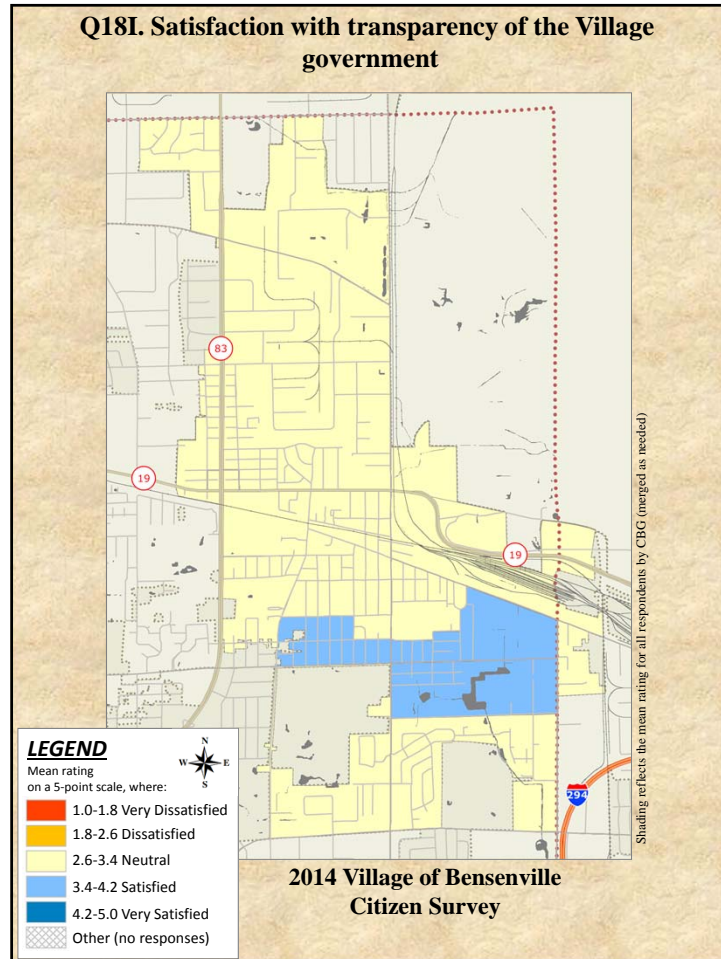 Q18I. Satisfaction with transparency of the Village
government
83
19
19
294
Shading reflects the mean rating for all respondents by CBG (merged as needed)
LEGEND
N
W E
S
Mean rating
on a 5-point scale, where:
1.0-1.8 Very Dissatisfied
1.8-2.6 Dissatisfied
2.6-3.4 Neutral
3.4-4.2 Satisfied
4.2-5.0 Very Satisfied
Other (no responses)
2014 Village of Bensenville
Citizen Survey